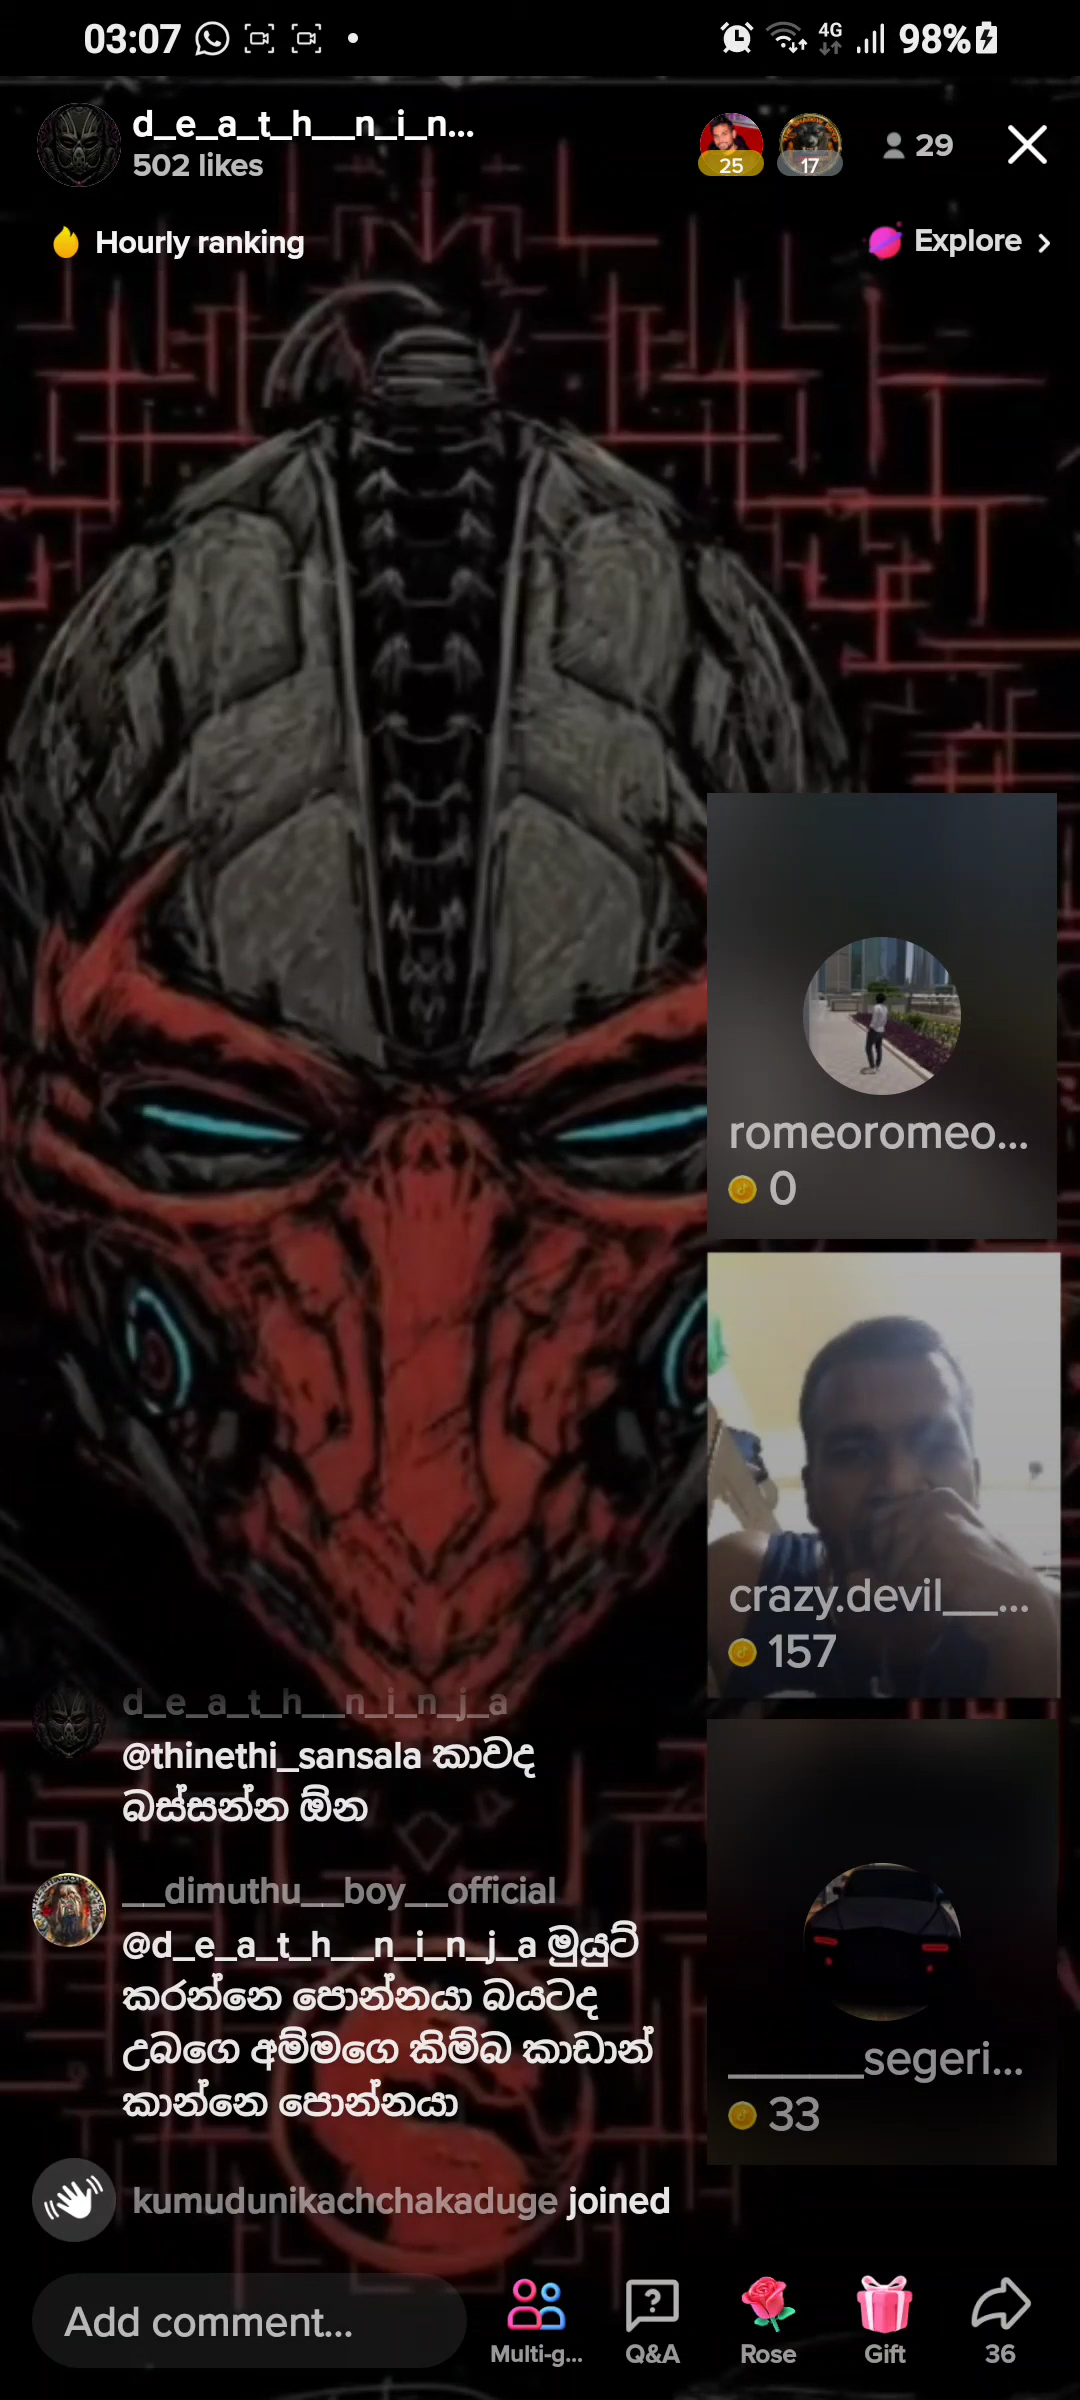 03:07
4G
98%
d_e_a_t_h__n_i_n...
502 likes
25
17
29
Hourly ranking
Explore
romeoromeo...
0
crazy.devil__...
157
d_e_a_t_h__n_i_n_j_a
@thinethi_sansala කාවද
බස්සන්න ඕන
__dimuthu__boy__official
@d_e_a_t_h__n_i_n_j_a මුයුට්
කරන්නෙ පොන්නයා බයටද
උබගෙ අම්මගෙ කිම්බ කාඩාන්
කාන්නෙ පොන්නයා
_____segeri...
33
kumudunikachchakaduge joined
Add comment...
Multi-g...
Q&A
Rose
Gift
36